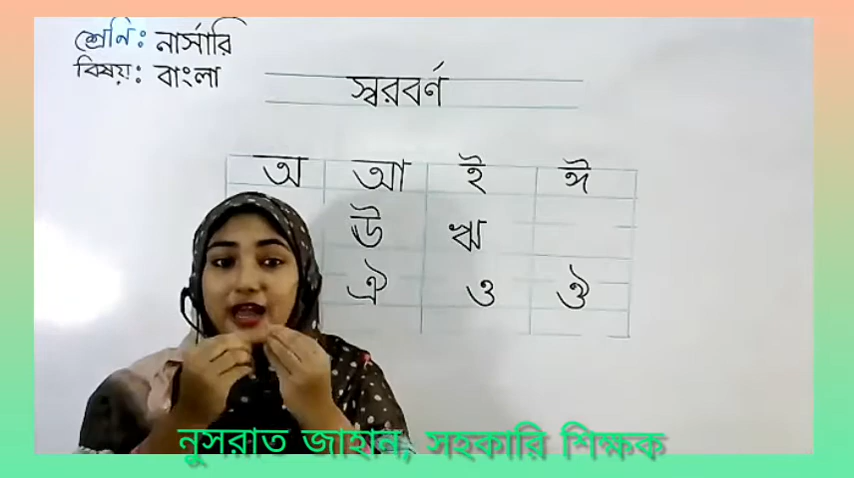 শ্রেণি: নার্সারি
বিষয়: বাংলা
স্বরবর্ণ
অ আ ই ঈ
ঊ ঋ
ঐ ও ঔ
নুসরাত জাহান, সহকারি শিক্ষক